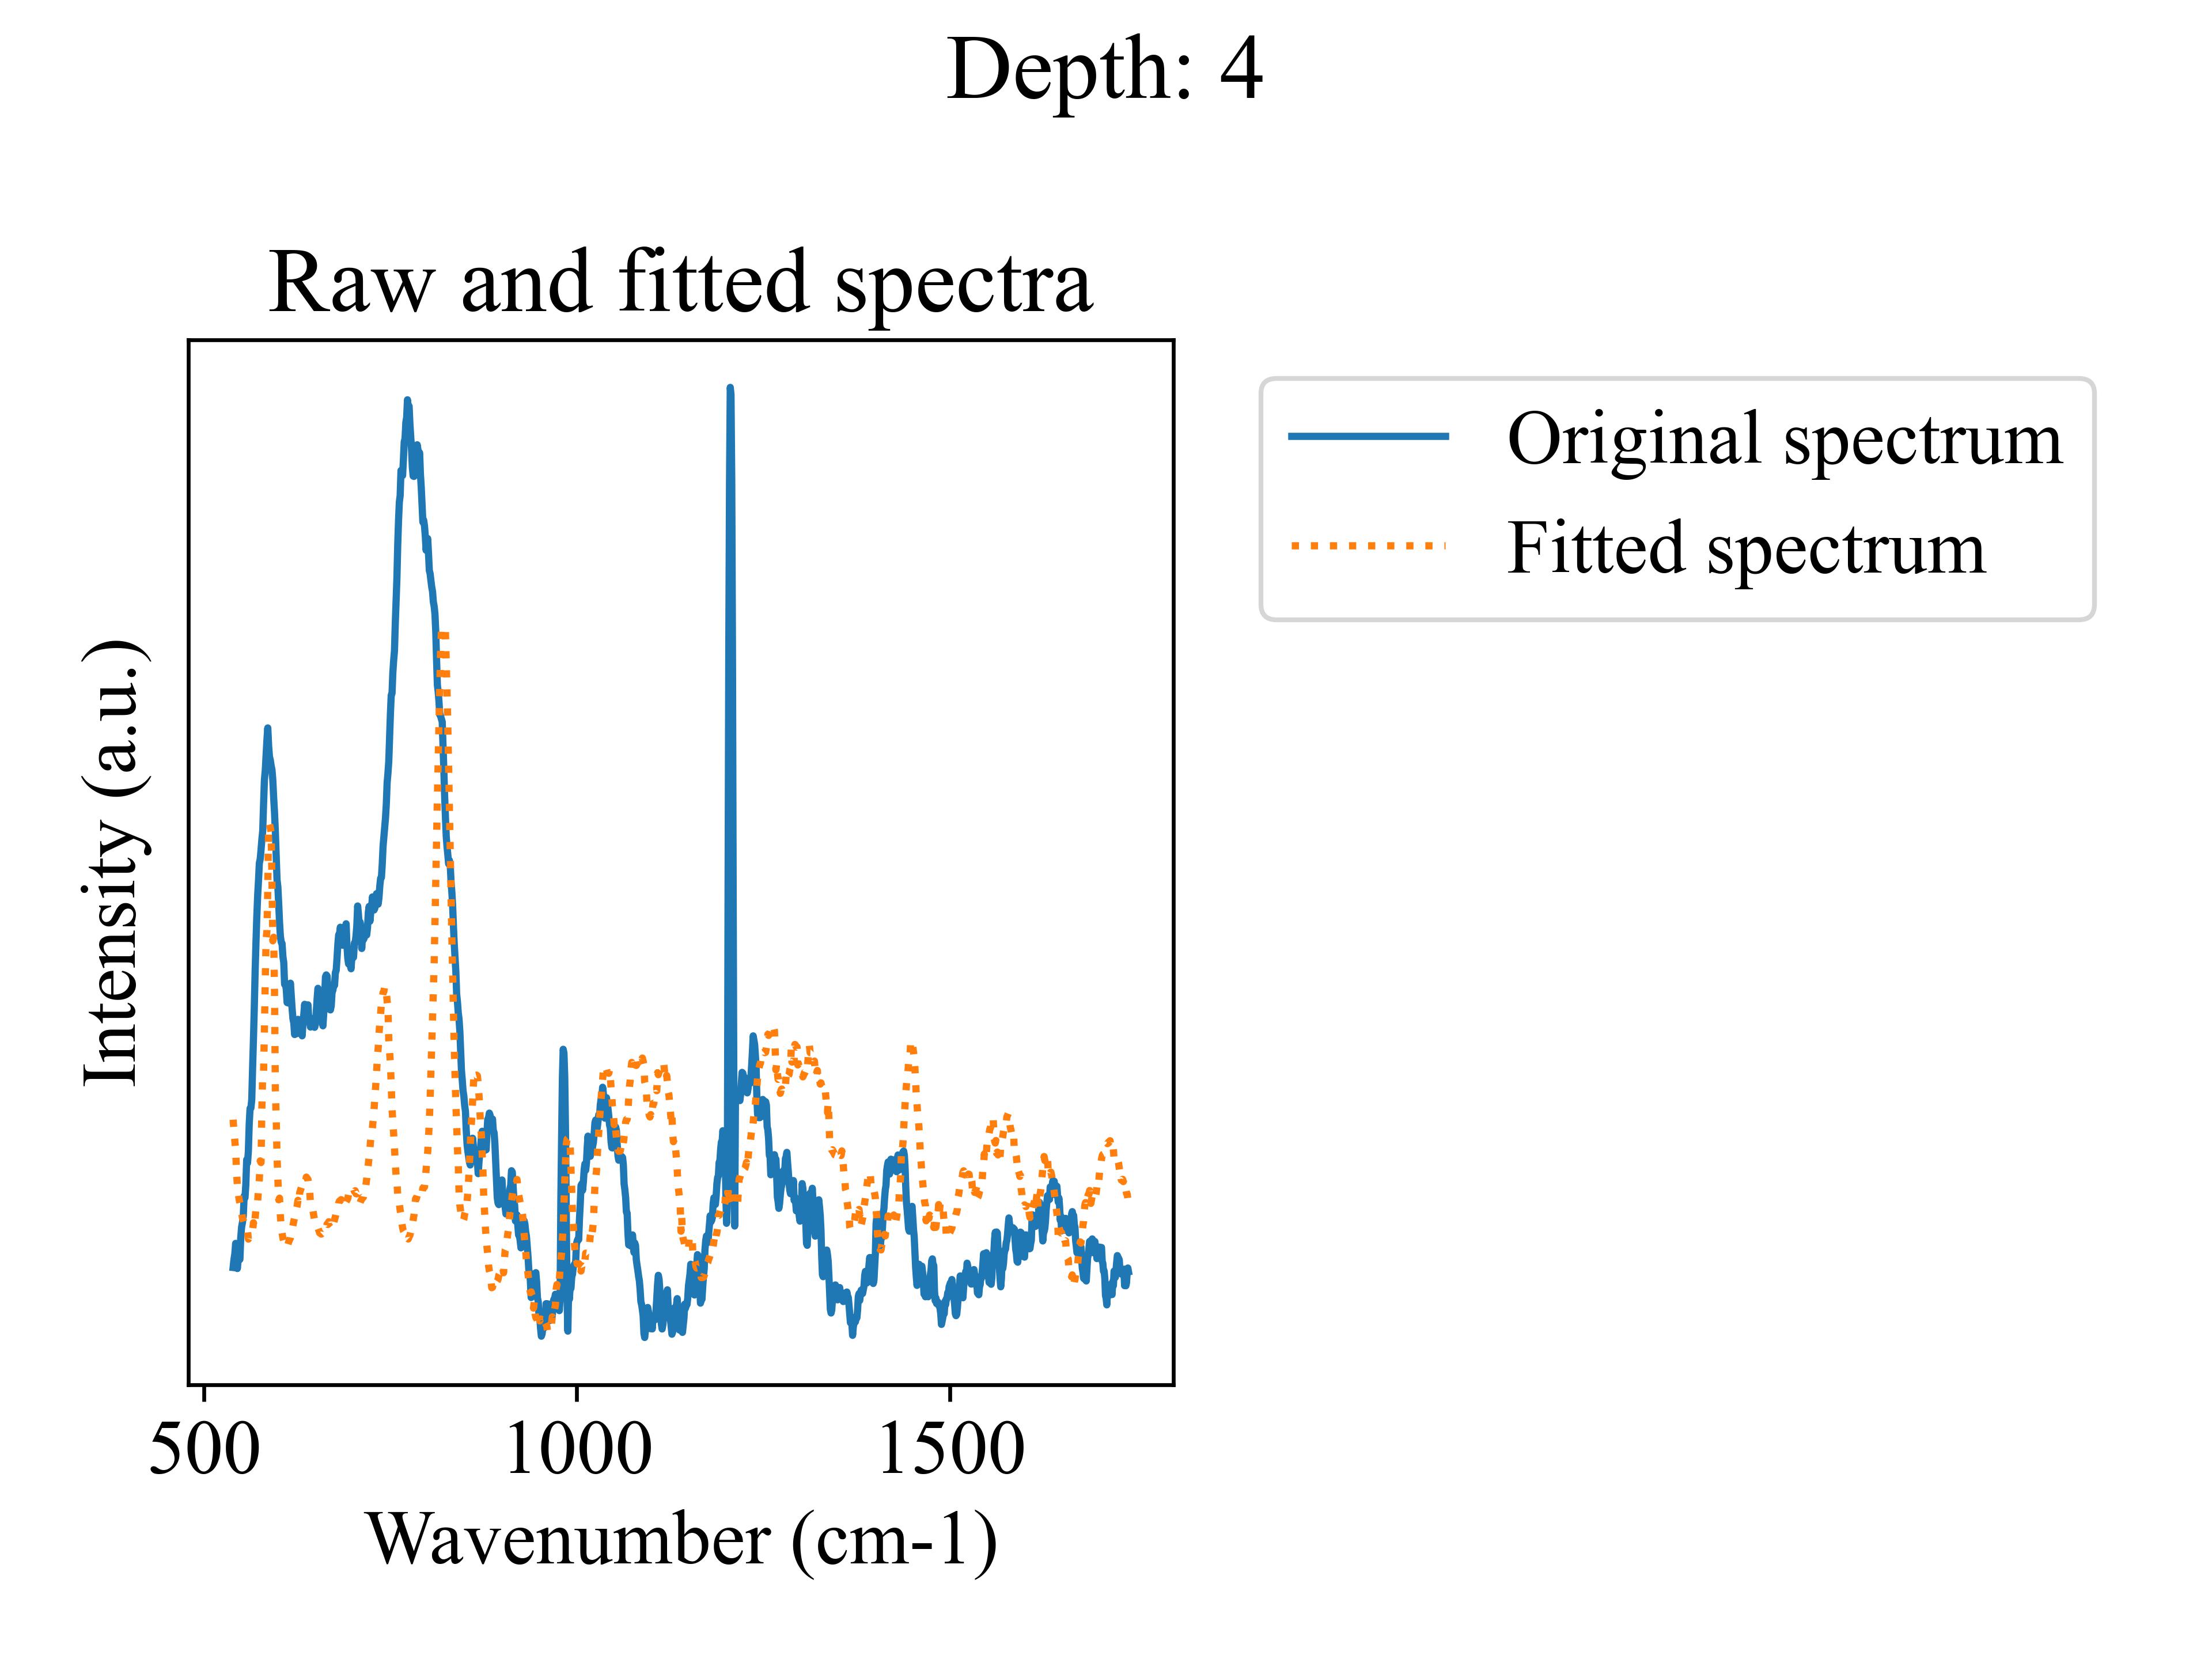 Depth: 4
Raw and fitted spectra
Original spectrum
Fitted spectrum
Intensity (a.u.)
500 1000 1500
Wavenumber (cm-1)